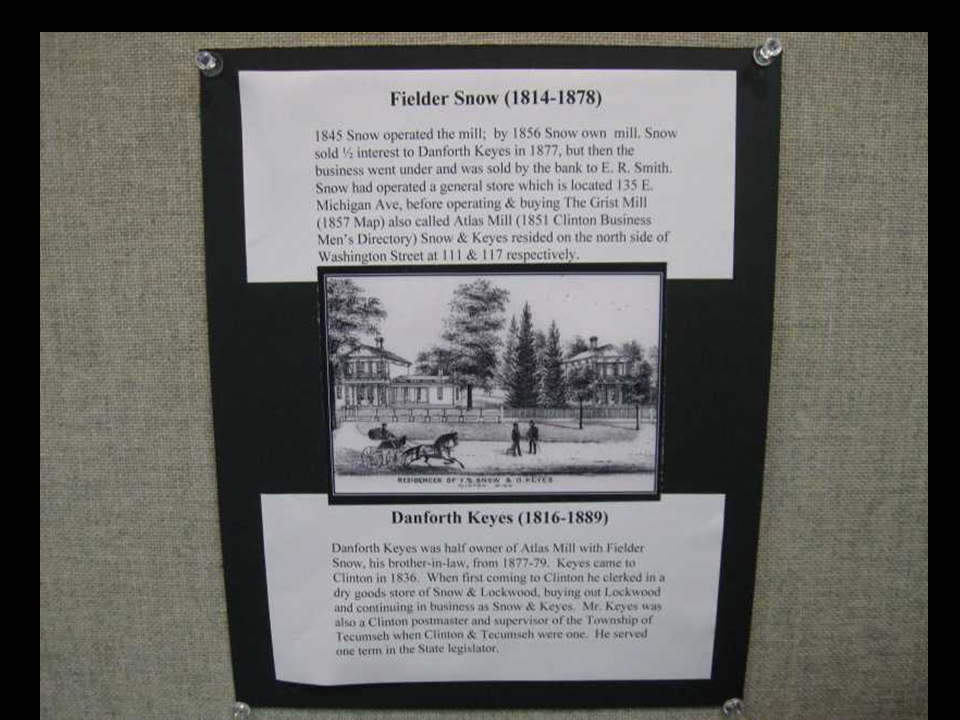 Fielder Snow (1814-1878)
1845 Snow operated the mill; by 1856 Snow own mill. Snow
sold ½ interest to Danforth Keyes in 1877, but then the
business went under and was sold by the bank to E. R. Smith.
Snow had operated a general store which is located 135 E.
Michigan Ave, before operating & buying The Grist Mill
(1857 Map) also called Atlas Mill (1851 Clinton Business
Men's Directory) Snow & Keyes resided on the north side of
Washington Street at 111 & 117 respectively.
RESIDENCES OF F.S. SNOW & D. KEYES
CLINTON MICH
Danforth Keyes (1816-1889)
Danforth Keyes was half owner of Atlas Mill with Fielder
Snow, his brother-in-law, from 1877-79. Keyes came to
Clinton in 1836. When first coming to Clinton he clerked in a
dry goods store of Snow & Lockwood, buying out Lockwood
and continuing in business as Snow & Keyes. Mr. Keyes was
also a Clinton postmaster and supervisor of the Township of
Tecumseh when Clinton & Tecumseh were one. He served
one term in the State legislator.